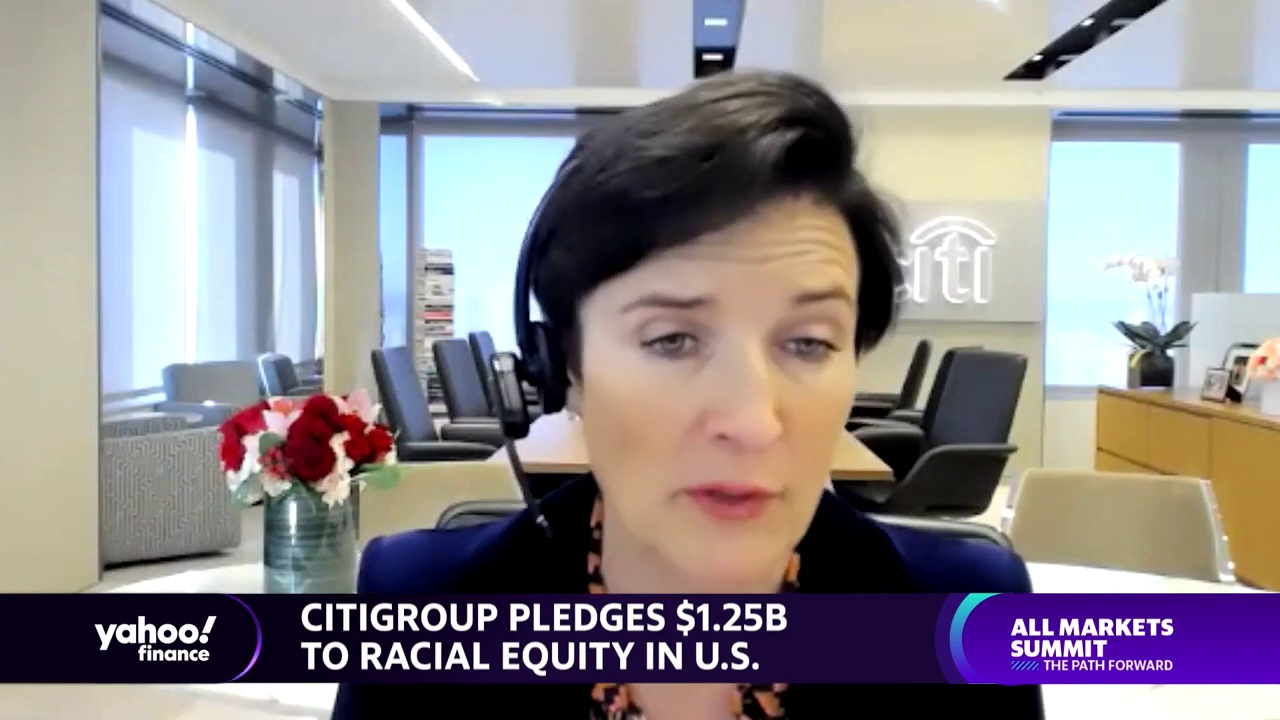 citi
yahoo!
finance
CITIGROUP PLEDGES $1.25B
TO RACIAL EQUITY IN U.S.
ALL MARKETS
SUMMIT
THE PATH FORWARD